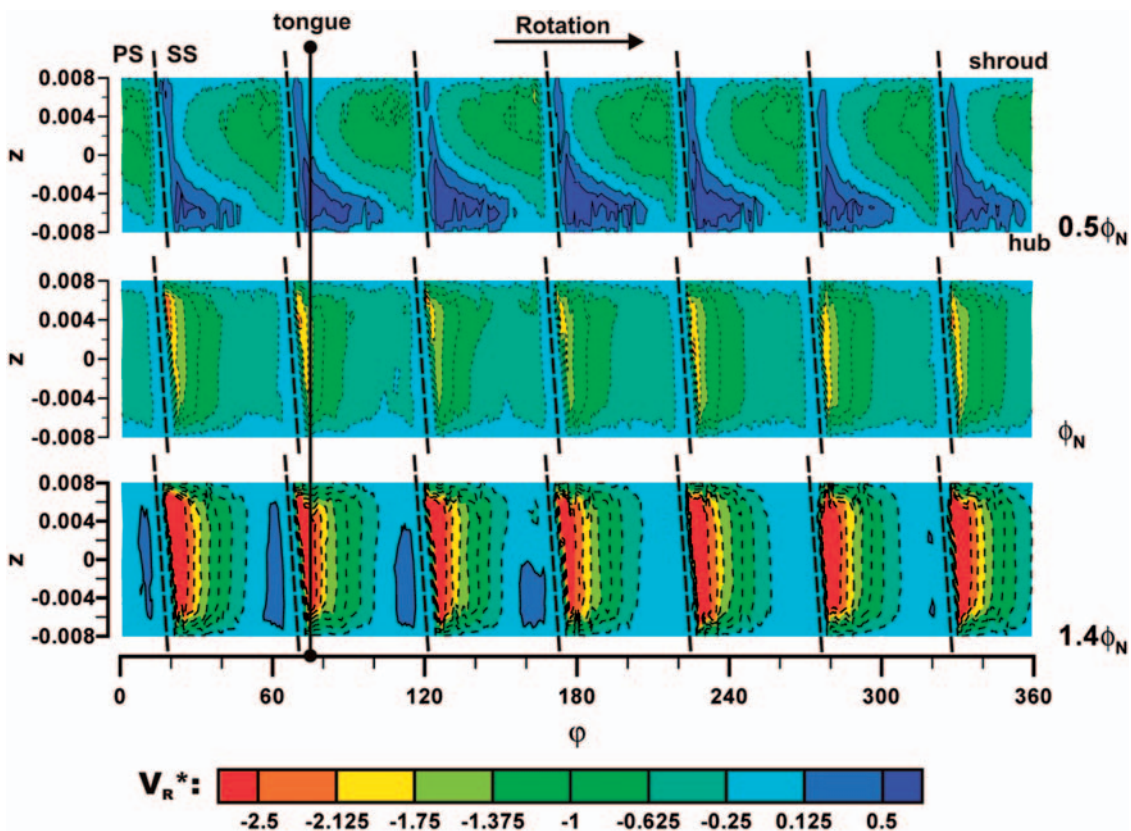 tongue
Rotation
PS SS
shroud
0.008
0.004
z 0
-0.004
-0.008
0.5ϕN
hub
0.008
0.004
z 0
-0.004
-0.008
ϕN
0.008
0.004
z 0
-0.004
-0.008
1.4ϕN
0 60 120 180 240 300 360
φ
VR*:
-2.5 -2.125 -1.75 -1.375 -1 -0.625 -0.25 0.125 0.5